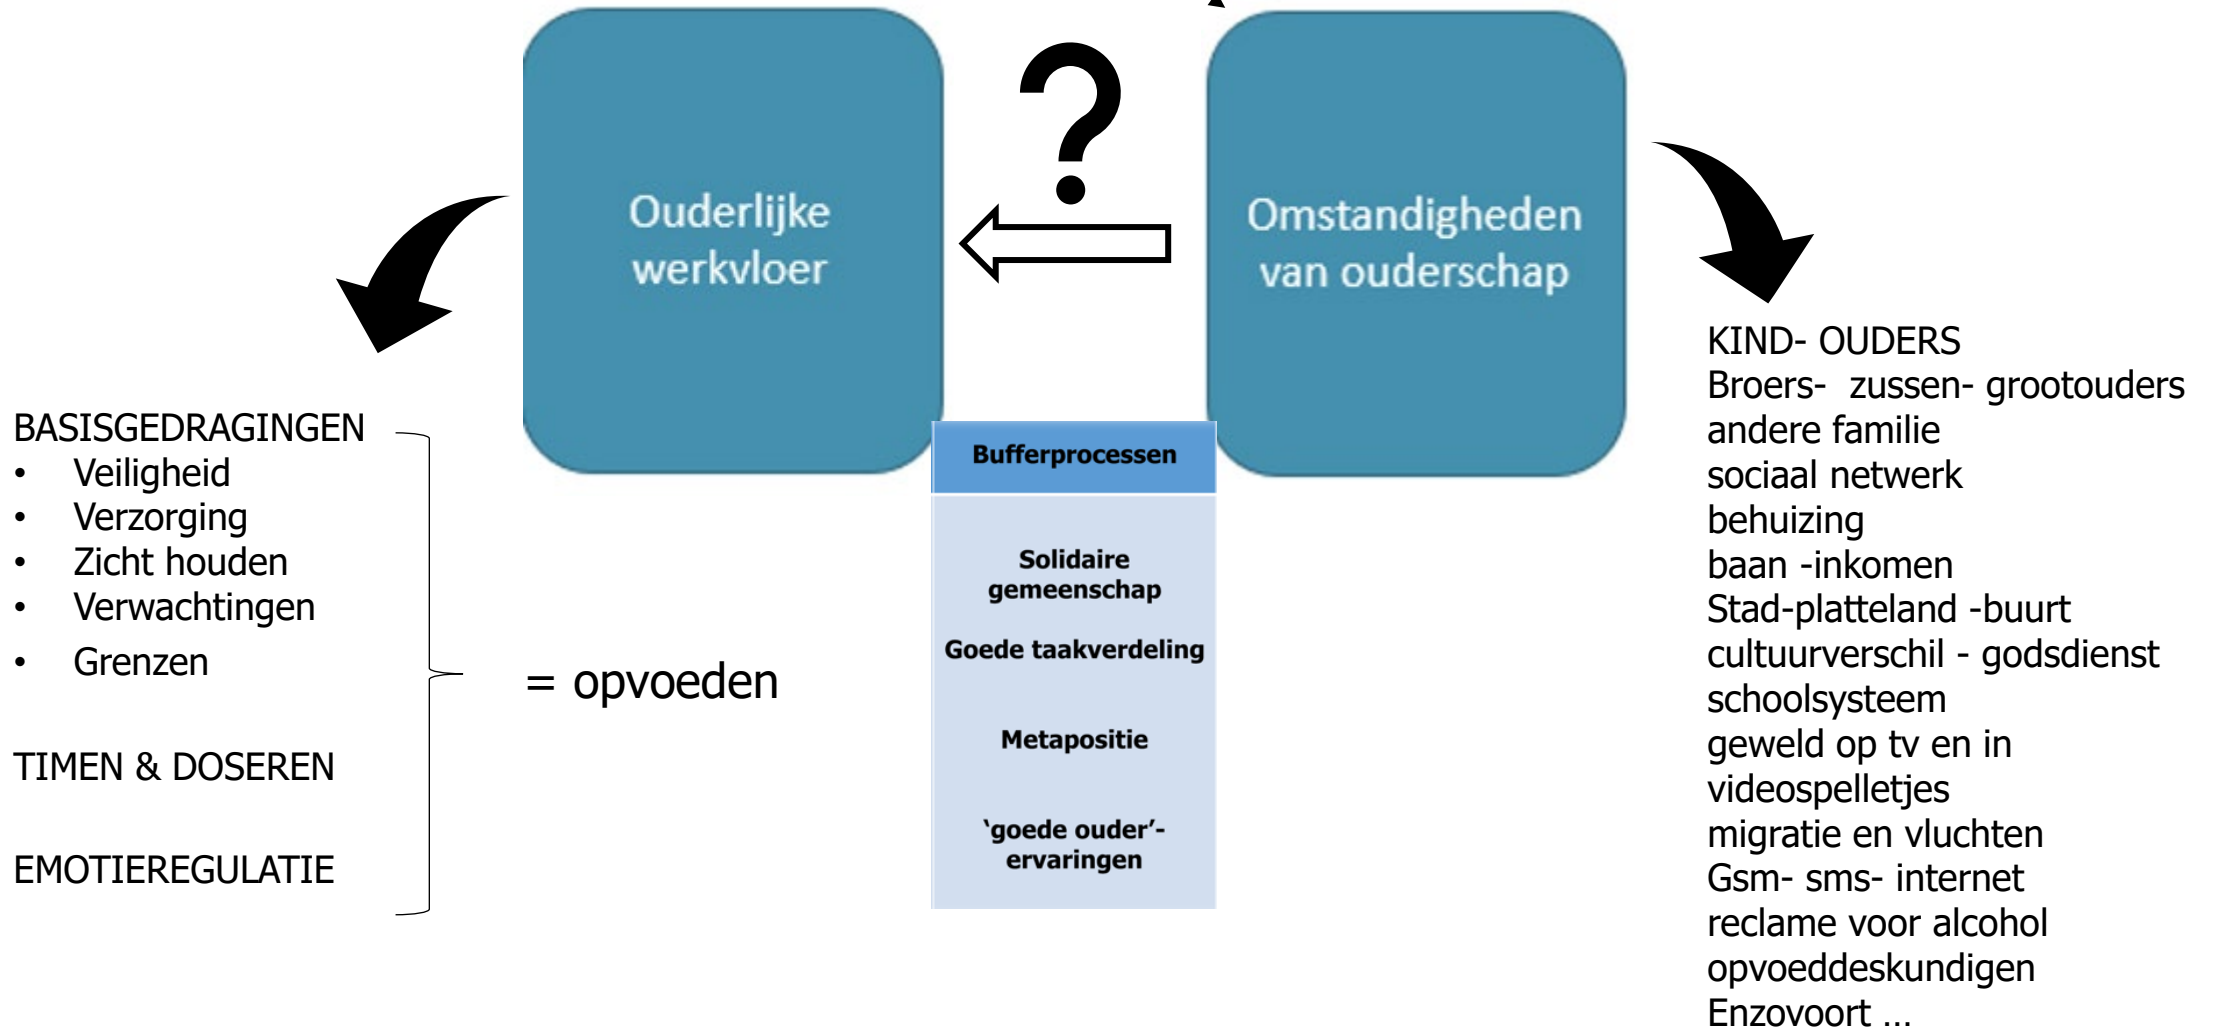 Ouderlijke
werkvloer
?
Omstandigheden
van ouderschap
BASISGEDRAGINGEN
• Veiligheid
• Verzorging
• Zicht houden
• Verwachtingen
• Grenzen
TIMEN & DOSEREN
EMOTIEREGULATIE
= opvoeden
Bufferprocessen
Solidaire
gemeenschap
Goede taakverdeling
Metapositie
‘goede ouder’-
ervaringen
KIND- OUDERS
Broers- zussen- grootouders
andere familie
sociaal netwerk
behuizing
baan -inkomen
Stad-platteland -buurt
cultuurverschil - godsdienst
schoolsysteem
geweld op tv en in
videospelletjes
migratie en vluchten
Gsm- sms- internet
reclame voor alcohol
opvoeddeskundigen
Enzovoort ...